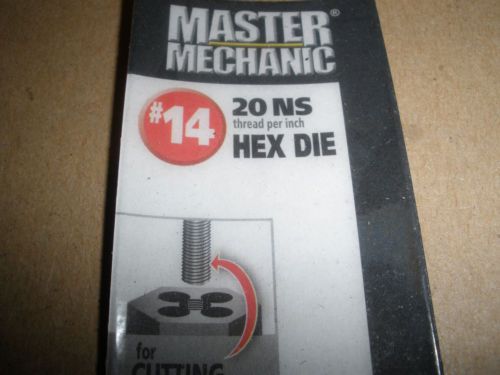 MASTER®
MECHANIC
#14
20 NS
thread per inch
HEX DIE
for
CUTTING